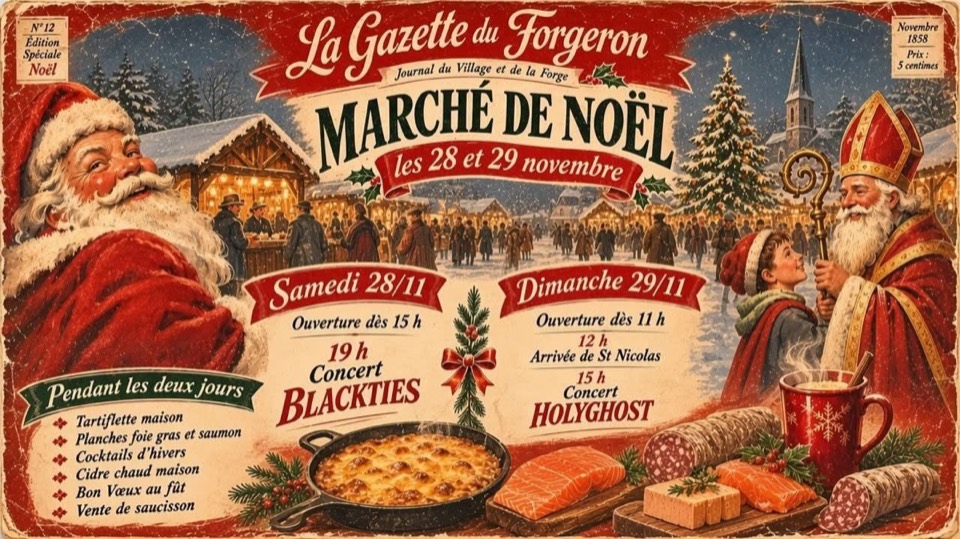 N°12
Édition
Spéciale
Noël
La Gazette du Forgeron
Journal du Village et de la Forge
Novembre
1858
Prix :
5 centimes
MARCHÉ DE NOËL
les 28 et 29 novembre
Samedi 28/11
Ouverture dès 15 h
19 h
Concert
BLACKTIES
Dimanche 29/11
Ouverture dès 11 h
12 h
Arrivée de St Nicolas
15 h
Concert
HOLYGHOST
Pendant les deux jours
Tartiflette maison
Planches foie gras et saumon
Cocktails d'hivers
Cidre chaud maison
Bon Vœux au fût
Vente de saucisson